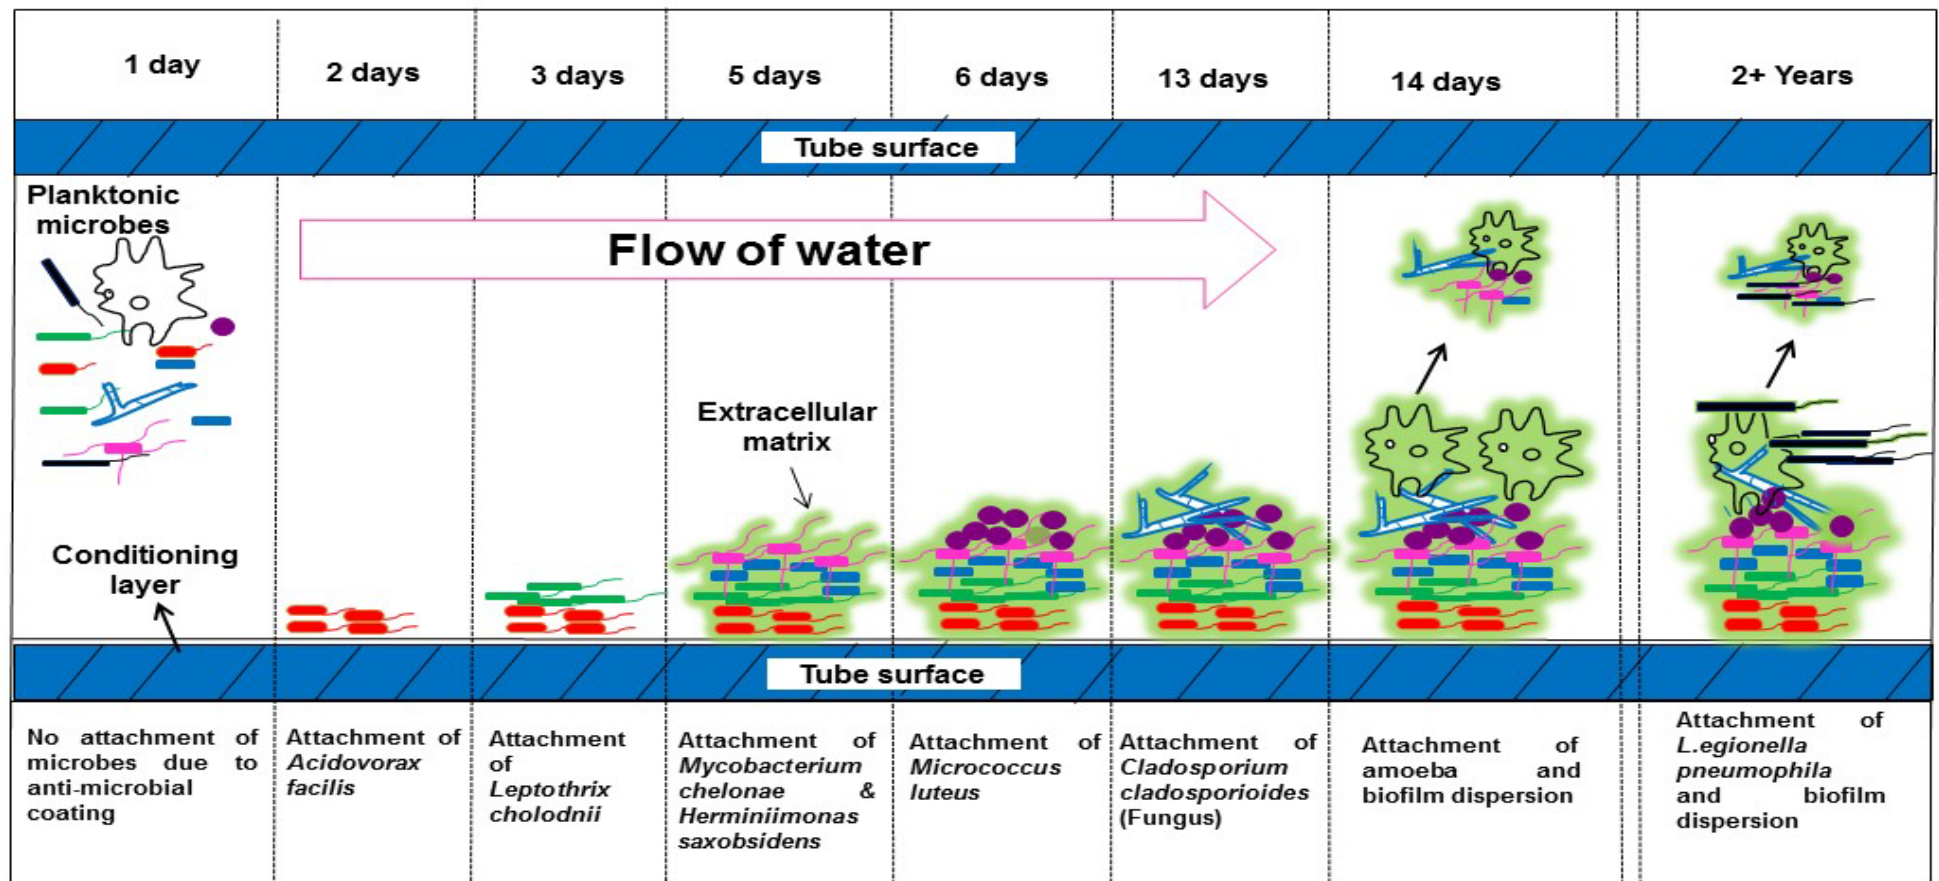 1 day
2 days
3 days
5 days
6 days
13 days
14 days
2+ Years
Tube surface
Planktonic
microbes
Flow of water
Extracellular
matrix
Conditioning
layer
Tube surface
No attachment of
microbes due to
anti-microbial
coating
Attachment of
Acidovorax
facilis
Attachment
of
Leptothrix
cholodnii
Attachment of
Mycobacterium
chelonae &
Herminiimonas
saxobsidens
Attachment of
Micrococcus
luteus
Attachment of
Cladosporium
cladosporioides
(Fungus)
Attachment of
amoeba and
biofilm dispersion
Attachment of
L.egionella
pneumophila
and biofilm
dispersion